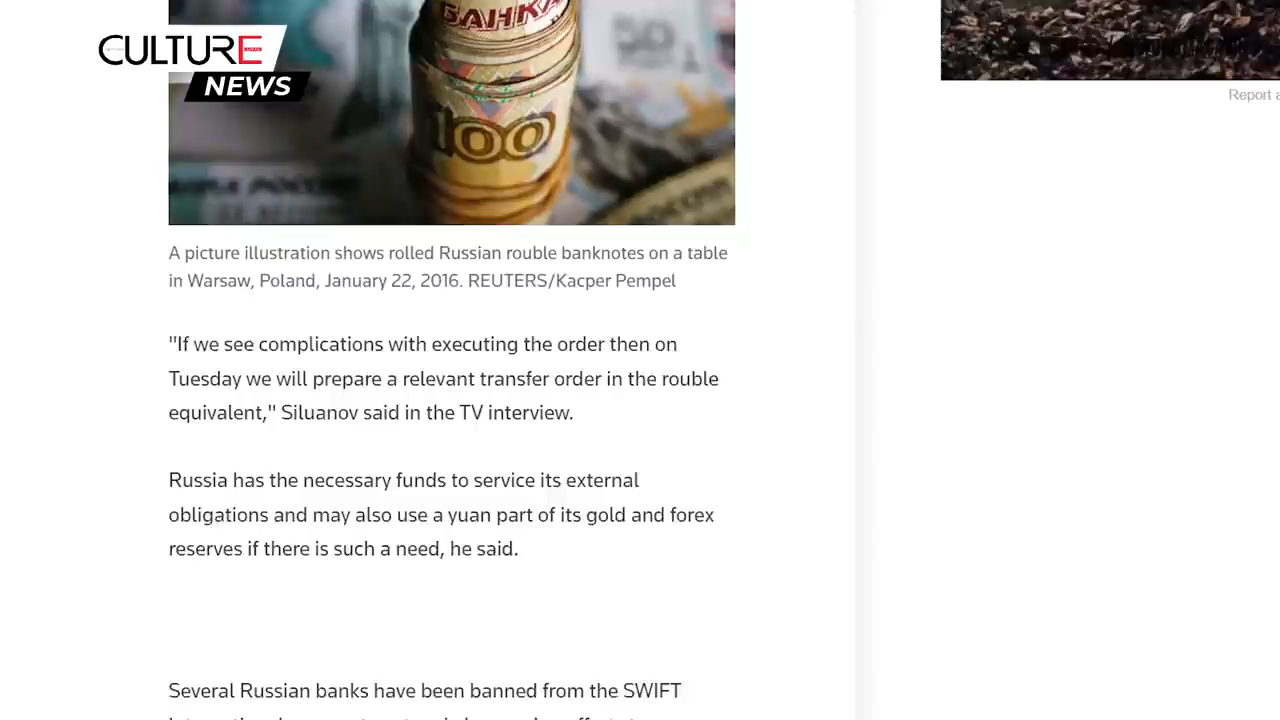 CULTURE
NEWS
БАНКА
100
Report a
A picture illustration shows rolled Russian rouble banknotes on a table
in Warsaw, Poland, January 22, 2016. REUTERS/Kacper Pempel
"If we see complications with executing the order then on
Tuesday we will prepare a relevant transfer order in the rouble
equivalent," Siluanov said in the TV interview.
Russia has the necessary funds to service its external
obligations and may also use a yuan part of its gold and forex
reserves if there is such a need, he said.
Several Russian banks have been banned from the SWIFT